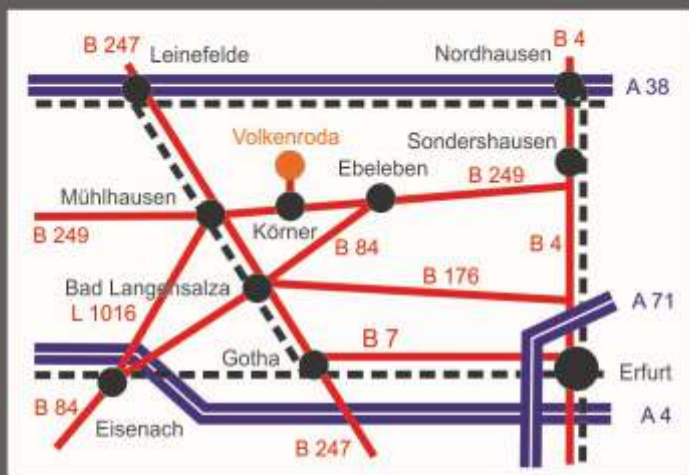 B 247
Leinefelde
Nordhausen
B 4
A 38
Volkenroda
Sondershausen
Ebeleben
B 249
Mühlhausen
B 249
Körner
B 84
B 4
Bad Langensalza
B 176
L 1016
A 71
Gotha
B 7
Erfurt
B 84
Eisenach
B 247
A 4